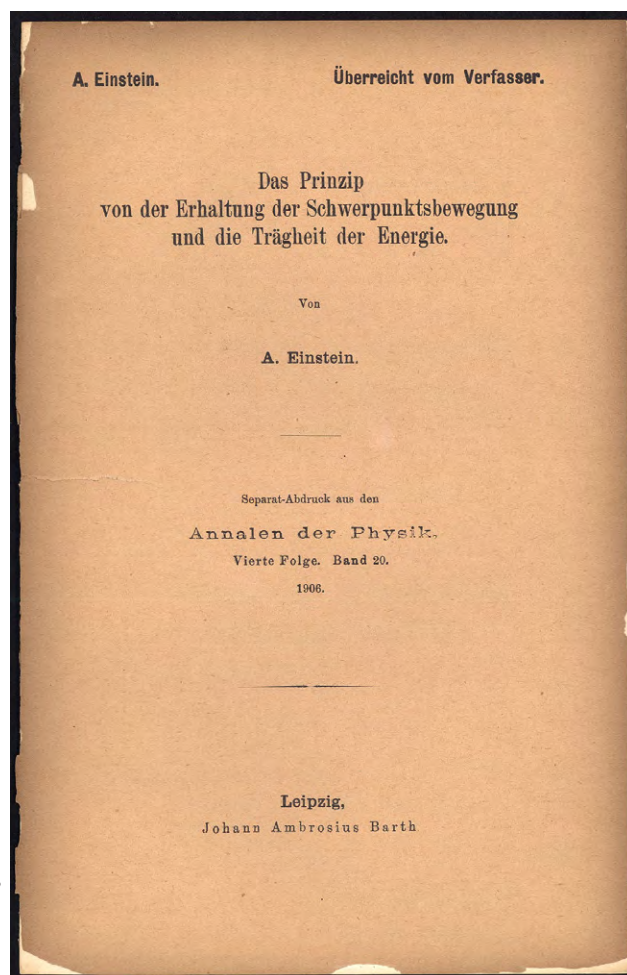 A. Einstein. Überreicht vom Verfasser.
Das Prinzip
von der Erhaltung der Schwerpunktsbewegung
und die Trägheit der Energie.
Von
A. Einstein.
Separat-Abdruck aus den
Annalen der Physik.
Vierte Folge. Band 20.
1906.
Leipzig,
Johann Ambrosius Barth